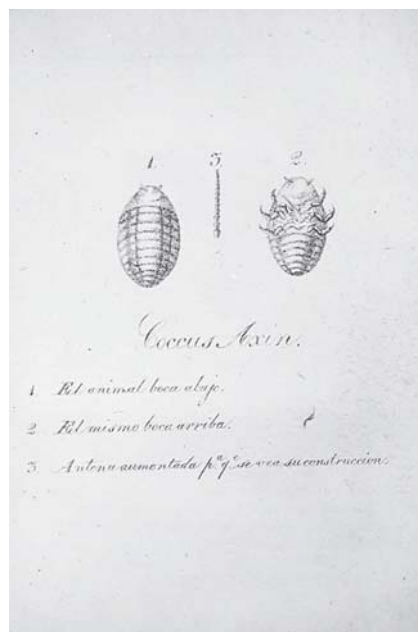 1. 3. 2.
Coccus Axin.
1 El animal boca abajo.
2 El mismo boca arriba.
3. Antena aumentada p.ª q.e se vea su construccion.